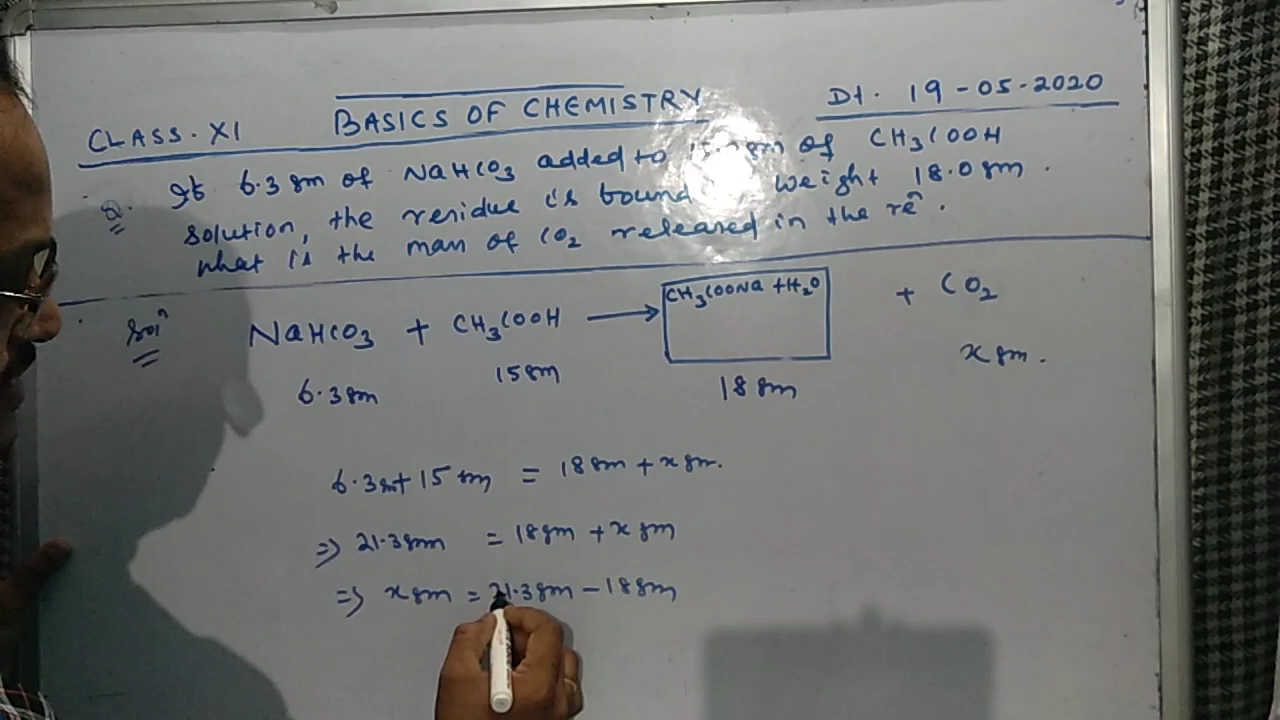 BASICS OF CHEMISTRY
Dt. 19-05-2020
CLASS.XI
Q. If 6.3 gm of NaHCO3 added to gm of CH3COOH
solution, the residue is found weight 18.0 gm.
what is the mass of CO2 released in the rēn.
Soln
NaHCO3 + CH3COOH ⟶ CH3COONa + H2O + CO2
6.3gm 15gm 18 gm x gm.
6.3gm + 15 gm = 18 gm + x gm.
⇒ 21.3gm = 18gm + x gm
⇒ x gm = 21.3gm - 18gm